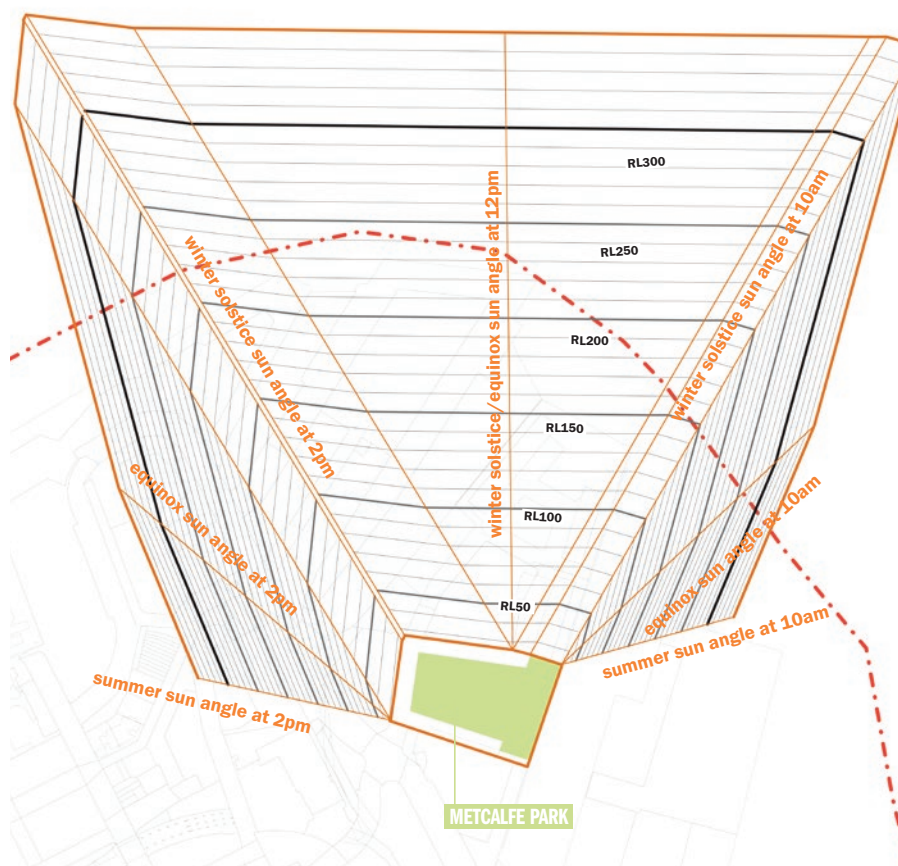 RL300
winter solstice/equinox sun angle at 12pm
winter solstice sun angle at 10am
winter solstice sun angle at 2pm
RL250
RL200
RL150
RL100
equinox sun angle at 2pm
equinox sun angle at 10am
RL50
summer sun angle at 10am
summer sun angle at 2pm
METCALFE PARK